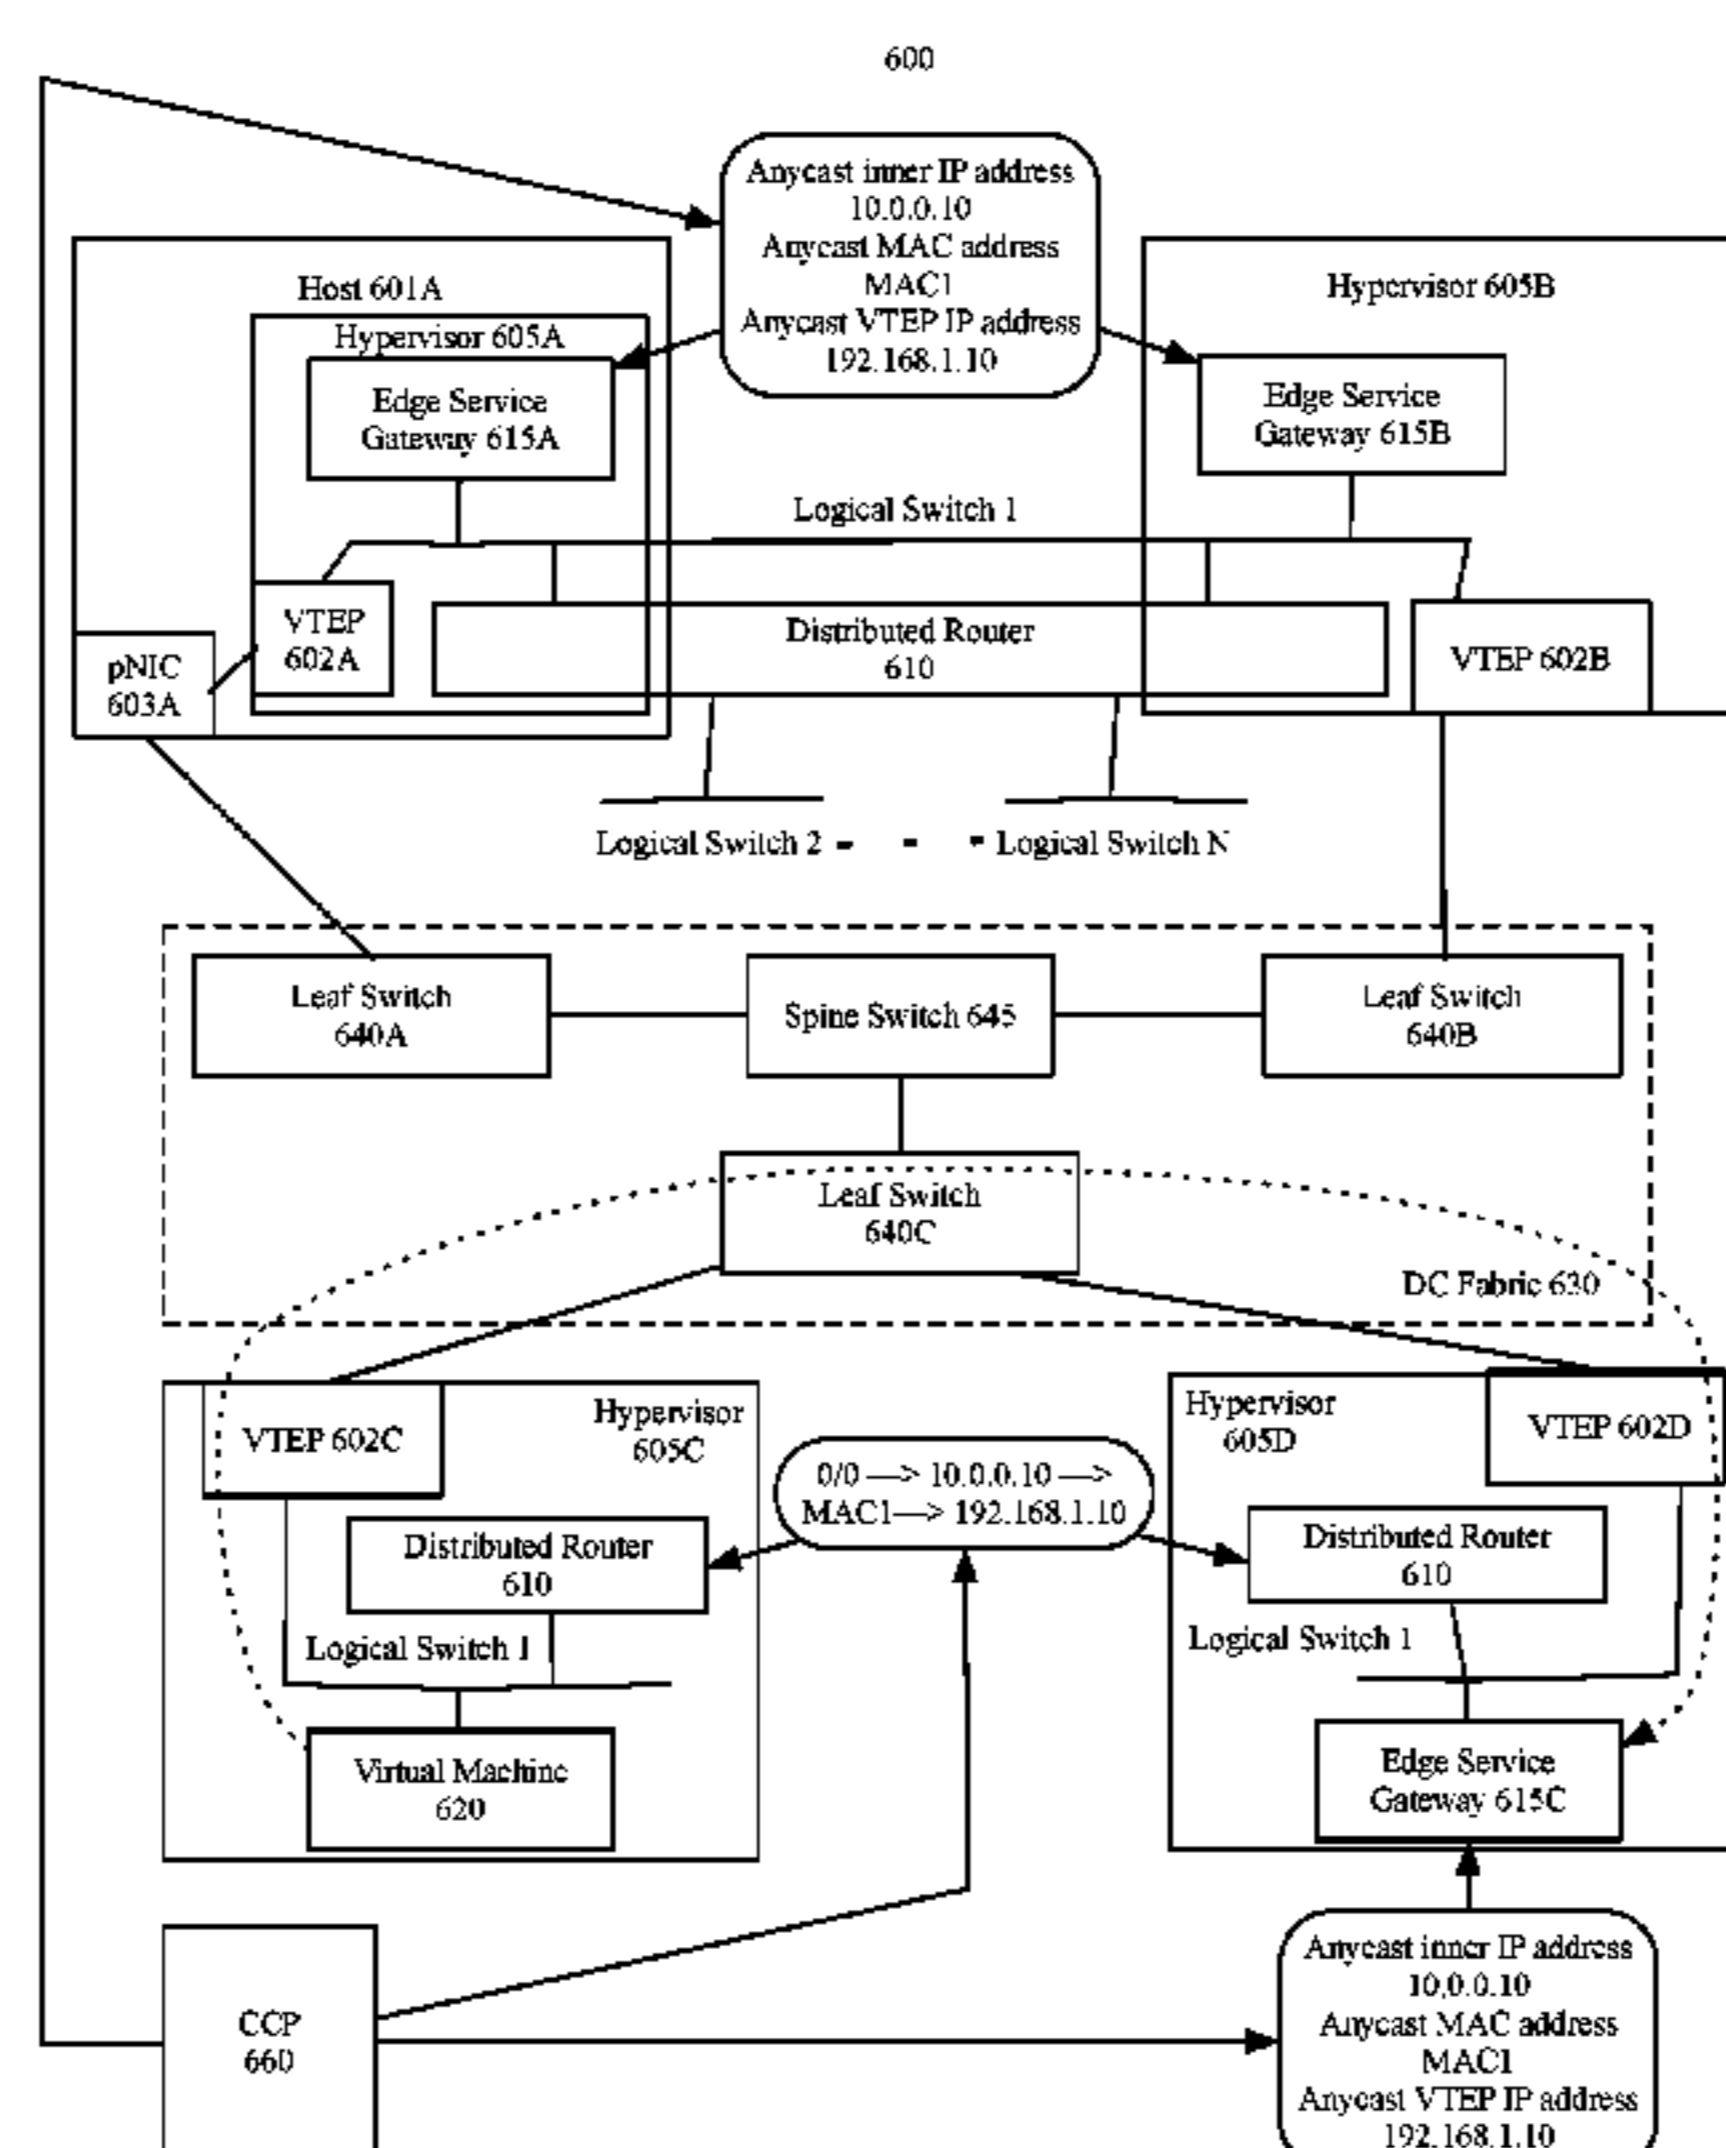 600
Anycast inner IP address
10.0.0.10
Anycast MAC address
MAC1
Anycast VTEP IP address
192.168.1.10
Host 601A
Hypervisor 605A
Edge Service
Gateway 615A
Hypervisor 605B
Edge Service
Gateway 615B
Logical Switch 1
VTEP
602A
pNIC
603A
Distributed Router
610
VTEP 602B
Logical Switch 2
Logical Switch N
Leaf Switch
640A
Spine Switch 645
Leaf Switch
640B
Leaf Switch
640C
DC Fabric 630
VTEP 602C
Hypervisor
605C
Hypervisor
605D
VTEP 602D
0/0 —> 10.0.0.10 —>
MAC1—> 192.168.1.10
Distributed Router
610
Distributed Router
610
Logical Switch 1
Logical Switch 1
Virtual Machine
620
Edge Service
Gateway 615C
CCP
660
Anycast inner IP address
10.0.0.10
Anycast MAC address
MAC1
Anycast VTEP IP address
192.168.1.10